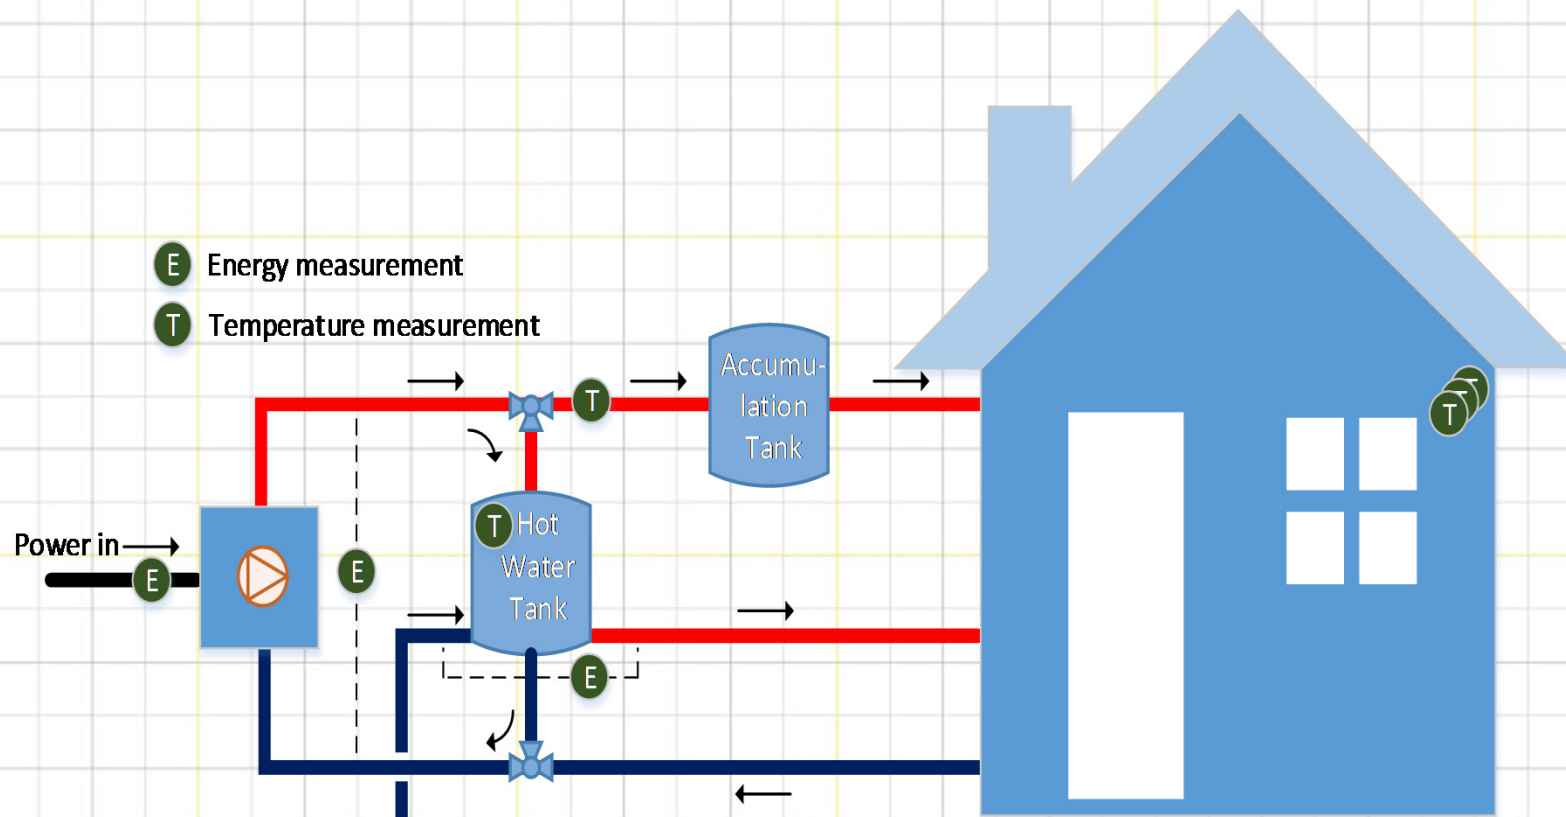 E Energy measurement
T Temperature measurement
Accumu-
lation
Tank
T
T
T
T
T Hot
Water
Tank
Power in
E
E
E